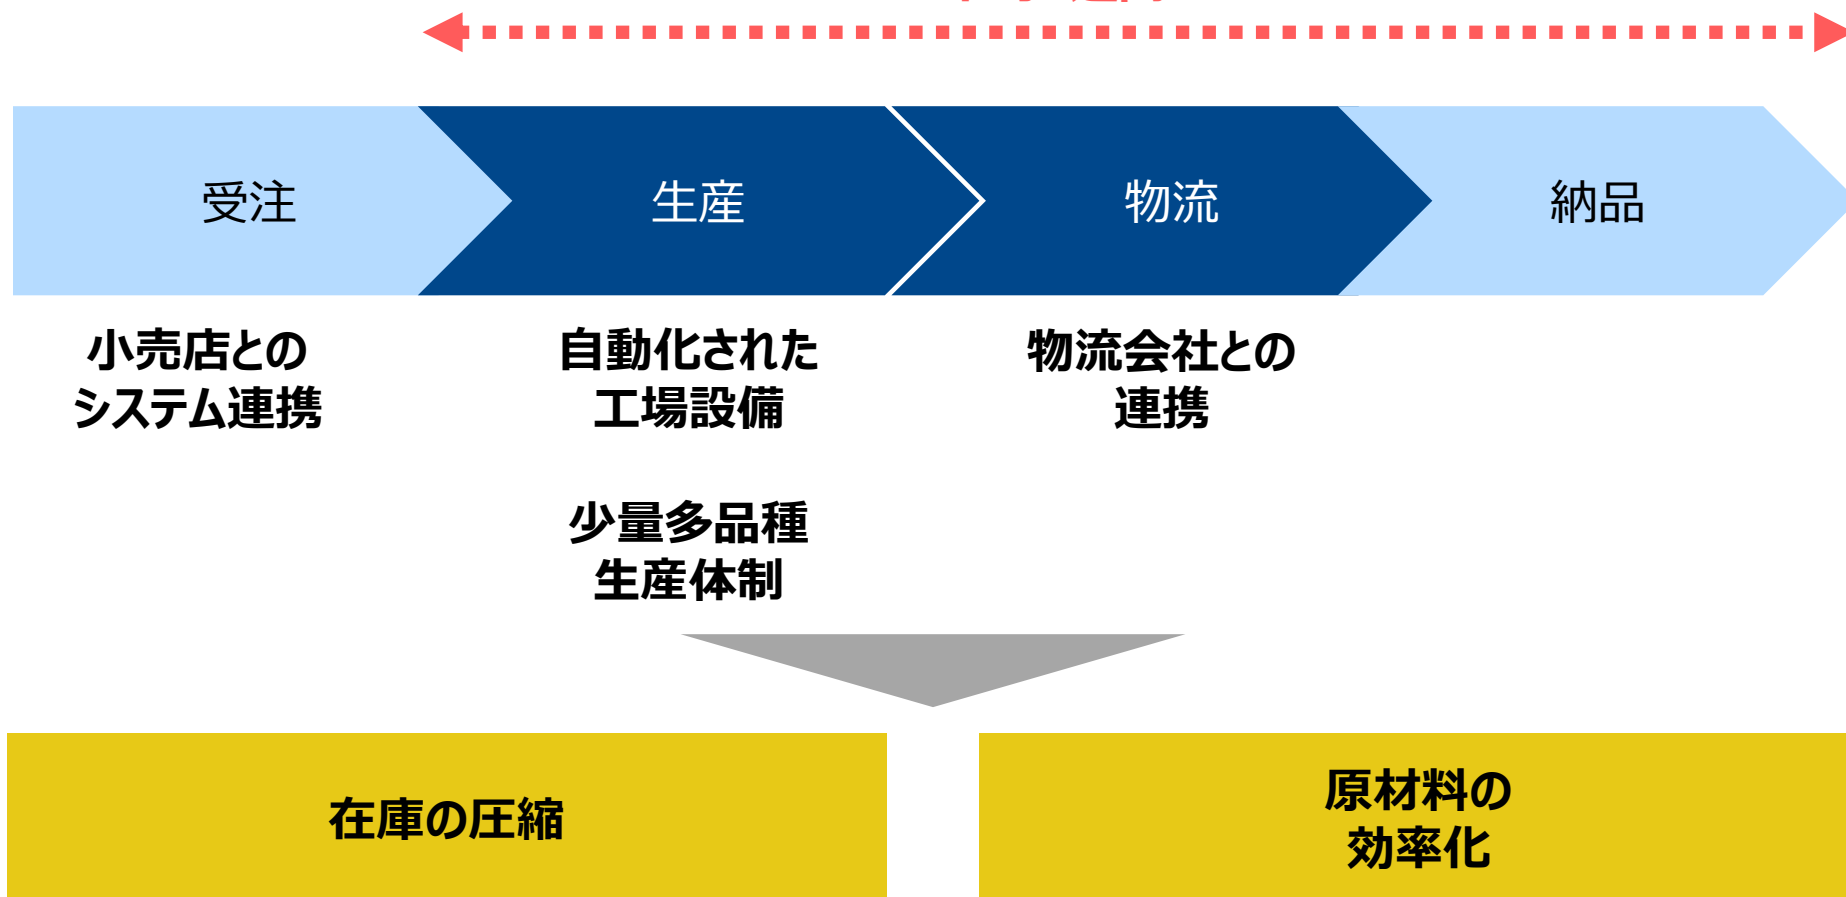 受注
生産
物流
納品
小売店との
システム連携
自動化された
工場設備
物流会社との
連携
少量多品種
生産体制
在庫の圧縮
原材料の
効率化